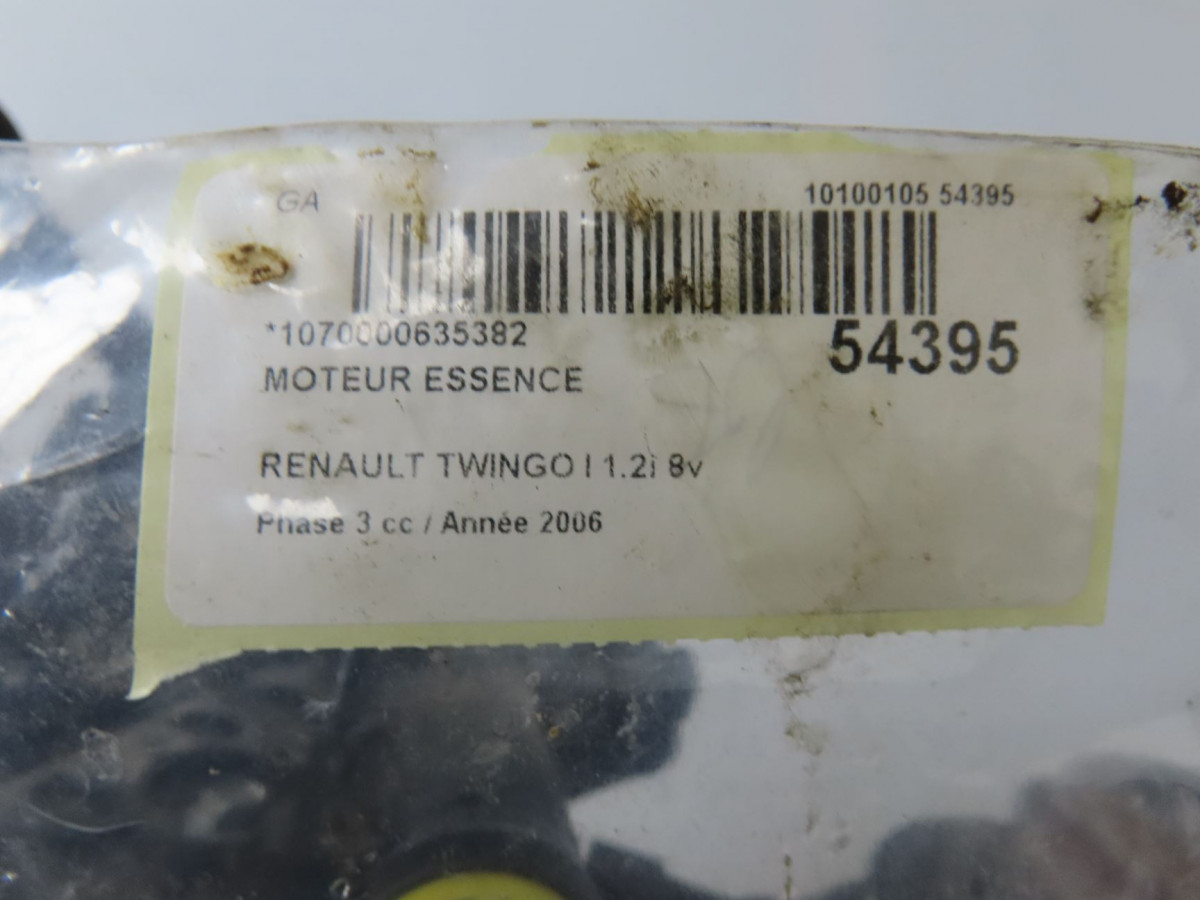 GA
10100105 54395
*1070000635382
54395
MOTEUR ESSENCE
RENAULT TWINGO I 1.2i 8v
Phase 3 cc / Année 2006